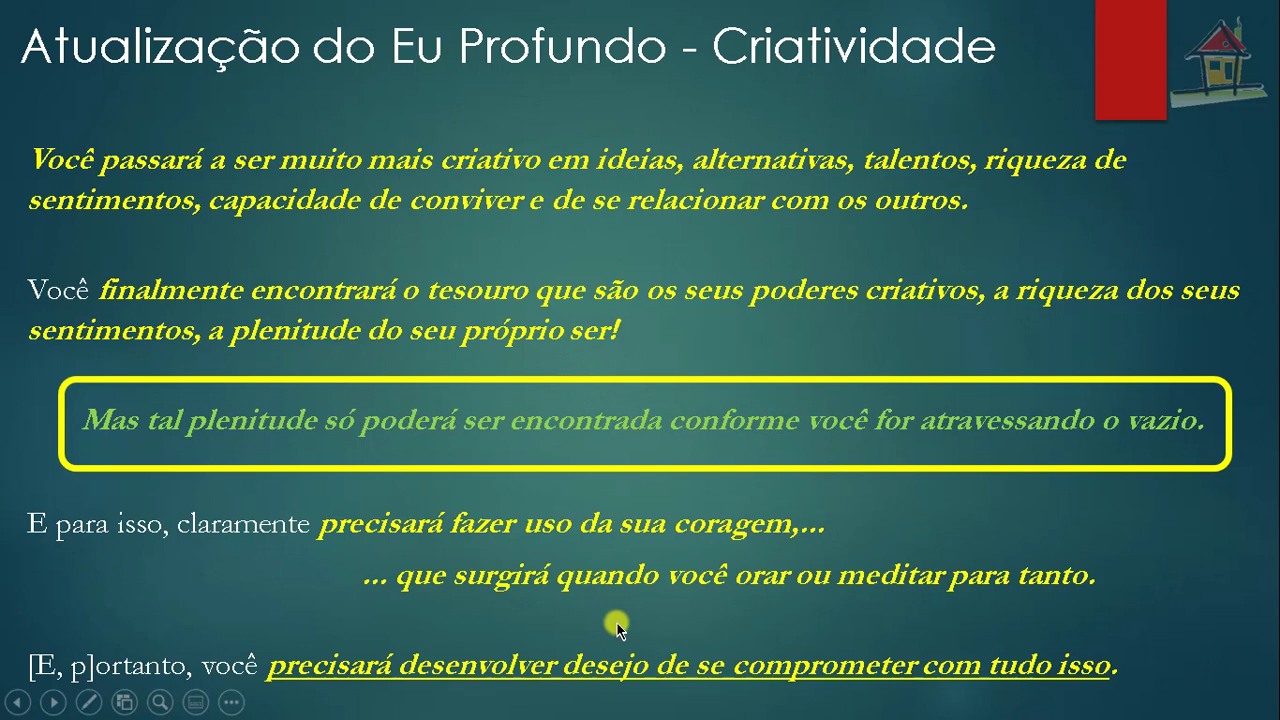 Atualização do Eu Profundo - Criatividade
Você passará a ser muito mais criativo em ideias, alternativas, talentos, riqueza de
sentimentos, capacidade de conviver e de se relacionar com os outros.
Você finalmente encontrará o tesouro que são os seus poderes criativos, a riqueza dos seus
sentimentos, a plenitude do seu próprio ser!
Mas tal plenitude só poderá ser encontrada conforme você for atravessando o vazio.
E para isso, claramente precisará fazer uso da sua coragem,...
... que surgirá quando você orar ou meditar para tanto.
[E, p]ortanto, você precisará desenvolver desejo de se comprometer com tudo isso.